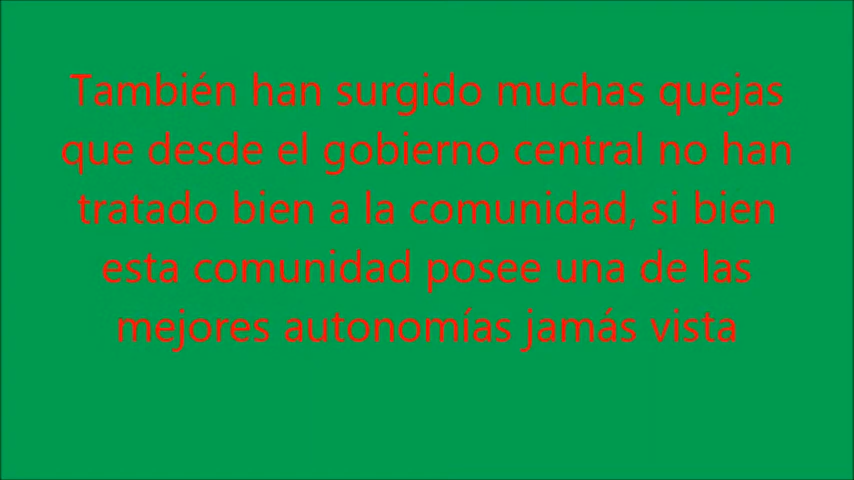 También han surgido muchas quejas
que desde el gobierno central no han
tratado bien a la comunidad, si bien
esta comunidad posee una de las
mejores autonomías jamás vista